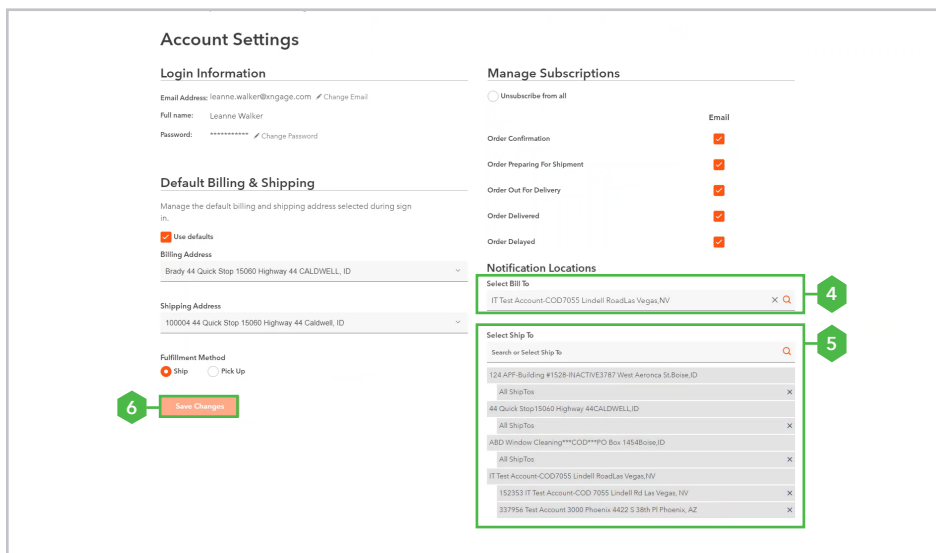 Account Settings
Login Information
Email Address: leanne.walker@xngage.com Change Email
Full name: Leanne Walker
Password: *********** Change Password
Default Billing & Shipping
Manage the default billing and shipping address selected during sign
in.
Use defaults
Billing Address
Brady 44 Quick Stop 15060 Highway 44 CALDWELL, ID
Shipping Address
100004 44 Quick Stop 15060 Highway 44 Caldwell, ID
Fulfillment Method
Ship Pick Up
6 Save Changes
Manage Subscriptions
Unsubscribe from all
Email
Order Confirmation
Order Preparing For Shipment
Order Out For Delivery
Order Delivered
Order Delayed
Notification Locations
Select Bill To
IT Test Account-COD7055 Lindell RoadLas Vegas,NV
4
Select Ship To
5
Search or Select Ship To
124 APF-Building #1528-INACTIVE3787 West Aeronca St.Boise,ID
All ShipTos
44 Quick Stop15060 Highway 44CALDWELL,ID
All ShipTos
ABD Window Cleaning***COD***PO Box 1454Boise,ID
All ShipTos
IT Test Account-COD7055 Lindell RoadLas Vegas,NV
152353 IT Test Account-COD 7055 Lindell Rd Las Vegas, NV
337956 Test Account 3000 Phoenix 4422 S 38th Pl Phoenix, AZ